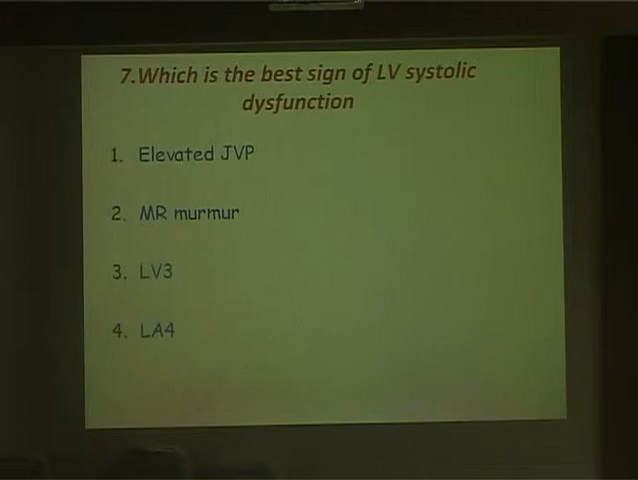 7.Which is the best sign of LV systolic
dysfunction
1. Elevated JVP
2. MR murmur
3. LV3
4. LA4